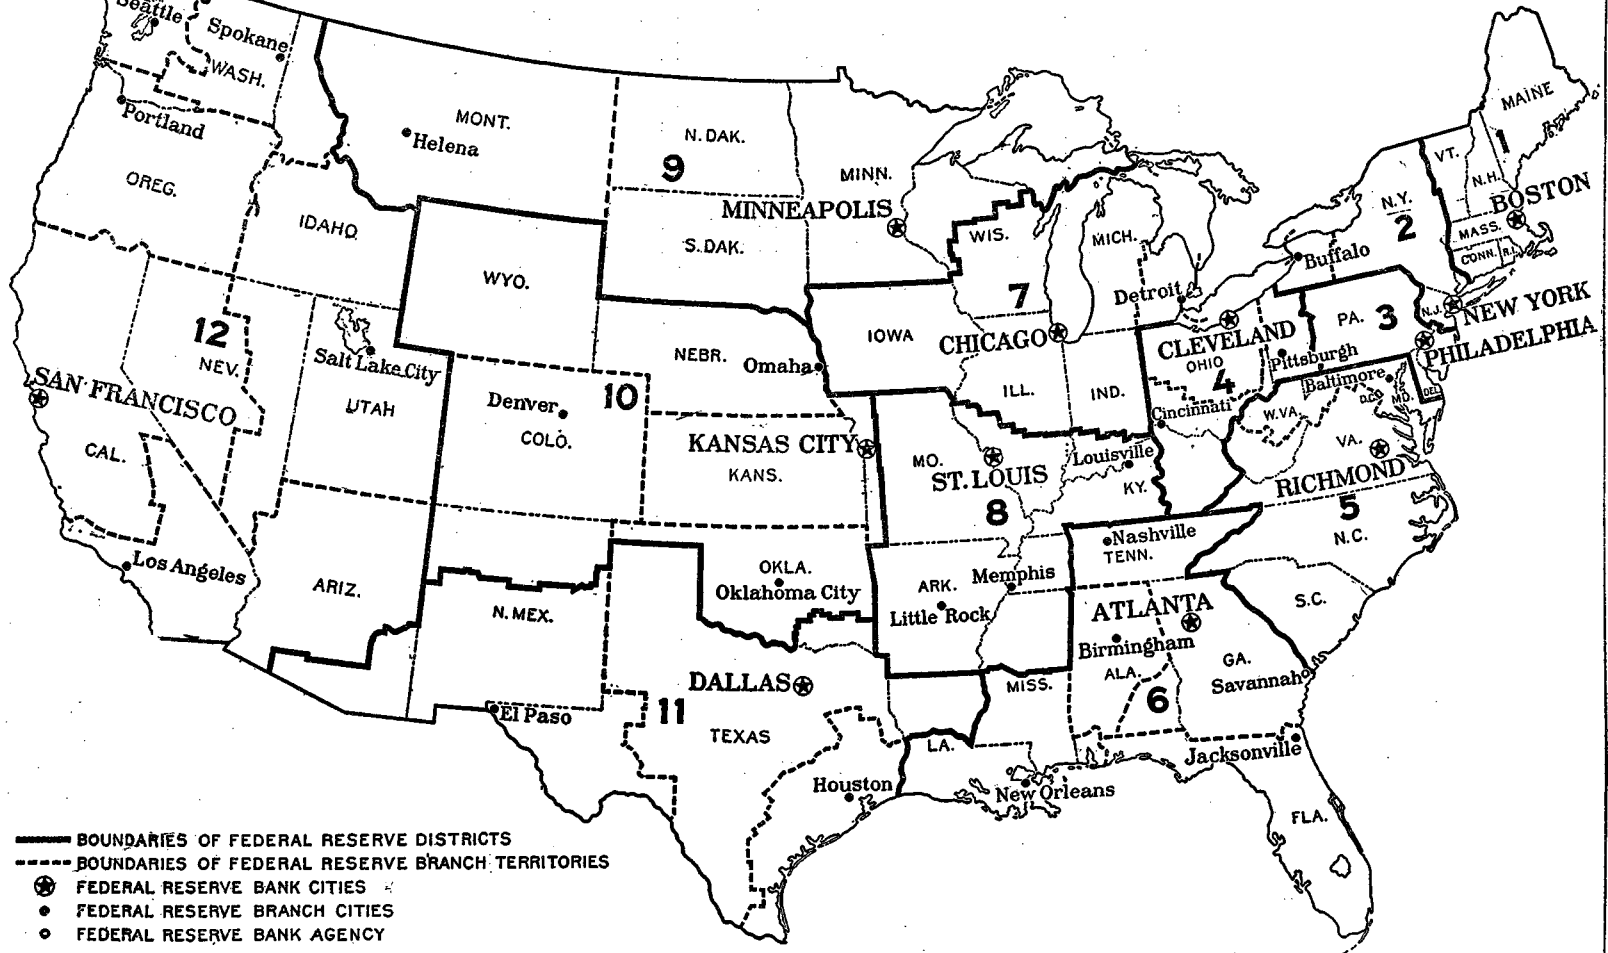 Seattle
Spokane
WASH.
Portland
OREG.
MONT.
Helena
IDAHO
WYO.
N. DAK.
9
MINN.
MINNEAPOLIS
S. DAK.
WIS.
MICH.
MAINE
VT.
1
N.H.
BOSTON
N.Y.
2
MASS.
CONN.
R.I.
Buffalo
Detroit
7
12
NEV.
Salt Lake City
UTAH
SAN FRANCISCO
CAL.
Los Angeles
ARIZ.
NEBR.
Omaha
IOWA
CHICAGO
CLEVELAND
OHIO
4
Pittsburgh
PA.
3
N.J.
NEW YORK
PHILADELPHIA
Baltimore
D.C.
MD.
DEL.
10
Denver
COLO.
KANSAS CITY
KANS.
ILL.
IND.
Cincinnati
W.VA.
VA.
RICHMOND
5
N.C.
MO.
ST. LOUIS
8
Louisville
KY.
Nashville
TENN.
OKLA.
Oklahoma City
ARK.
Memphis
Little Rock
N. MEX.
El Paso
DALLAS
11
TEXAS
Houston
MISS.
LA.
New Orleans
ATLANTA
Birmingham
ALA.
6
GA.
Savannah
S.C.
Jacksonville
FLA.
BOUNDARIES OF FEDERAL RESERVE DISTRICTS
BOUNDARIES OF FEDERAL RESERVE BRANCH TERRITORIES
FEDERAL RESERVE BANK CITIES
FEDERAL RESERVE BRANCH CITIES
FEDERAL RESERVE BANK AGENCY